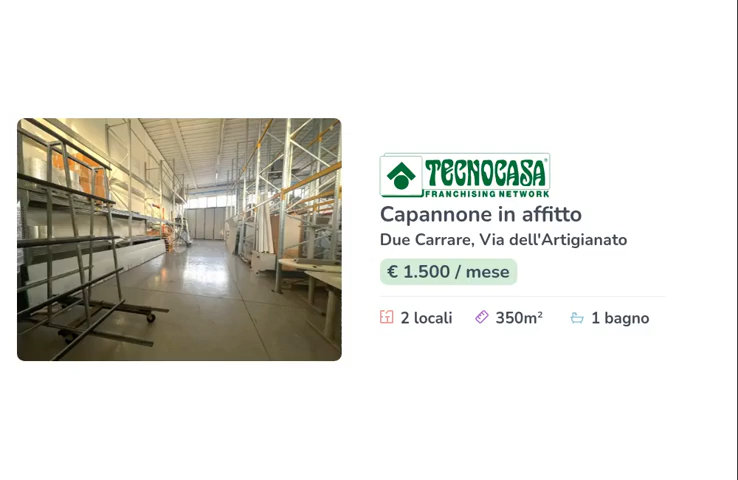 TECNOCASA
FRANCHISING NETWORK
Capannone in affitto
Due Carrare, Via dell'Artigianato
€ 1.500 / mese
2 locali 350m² 1 bagno